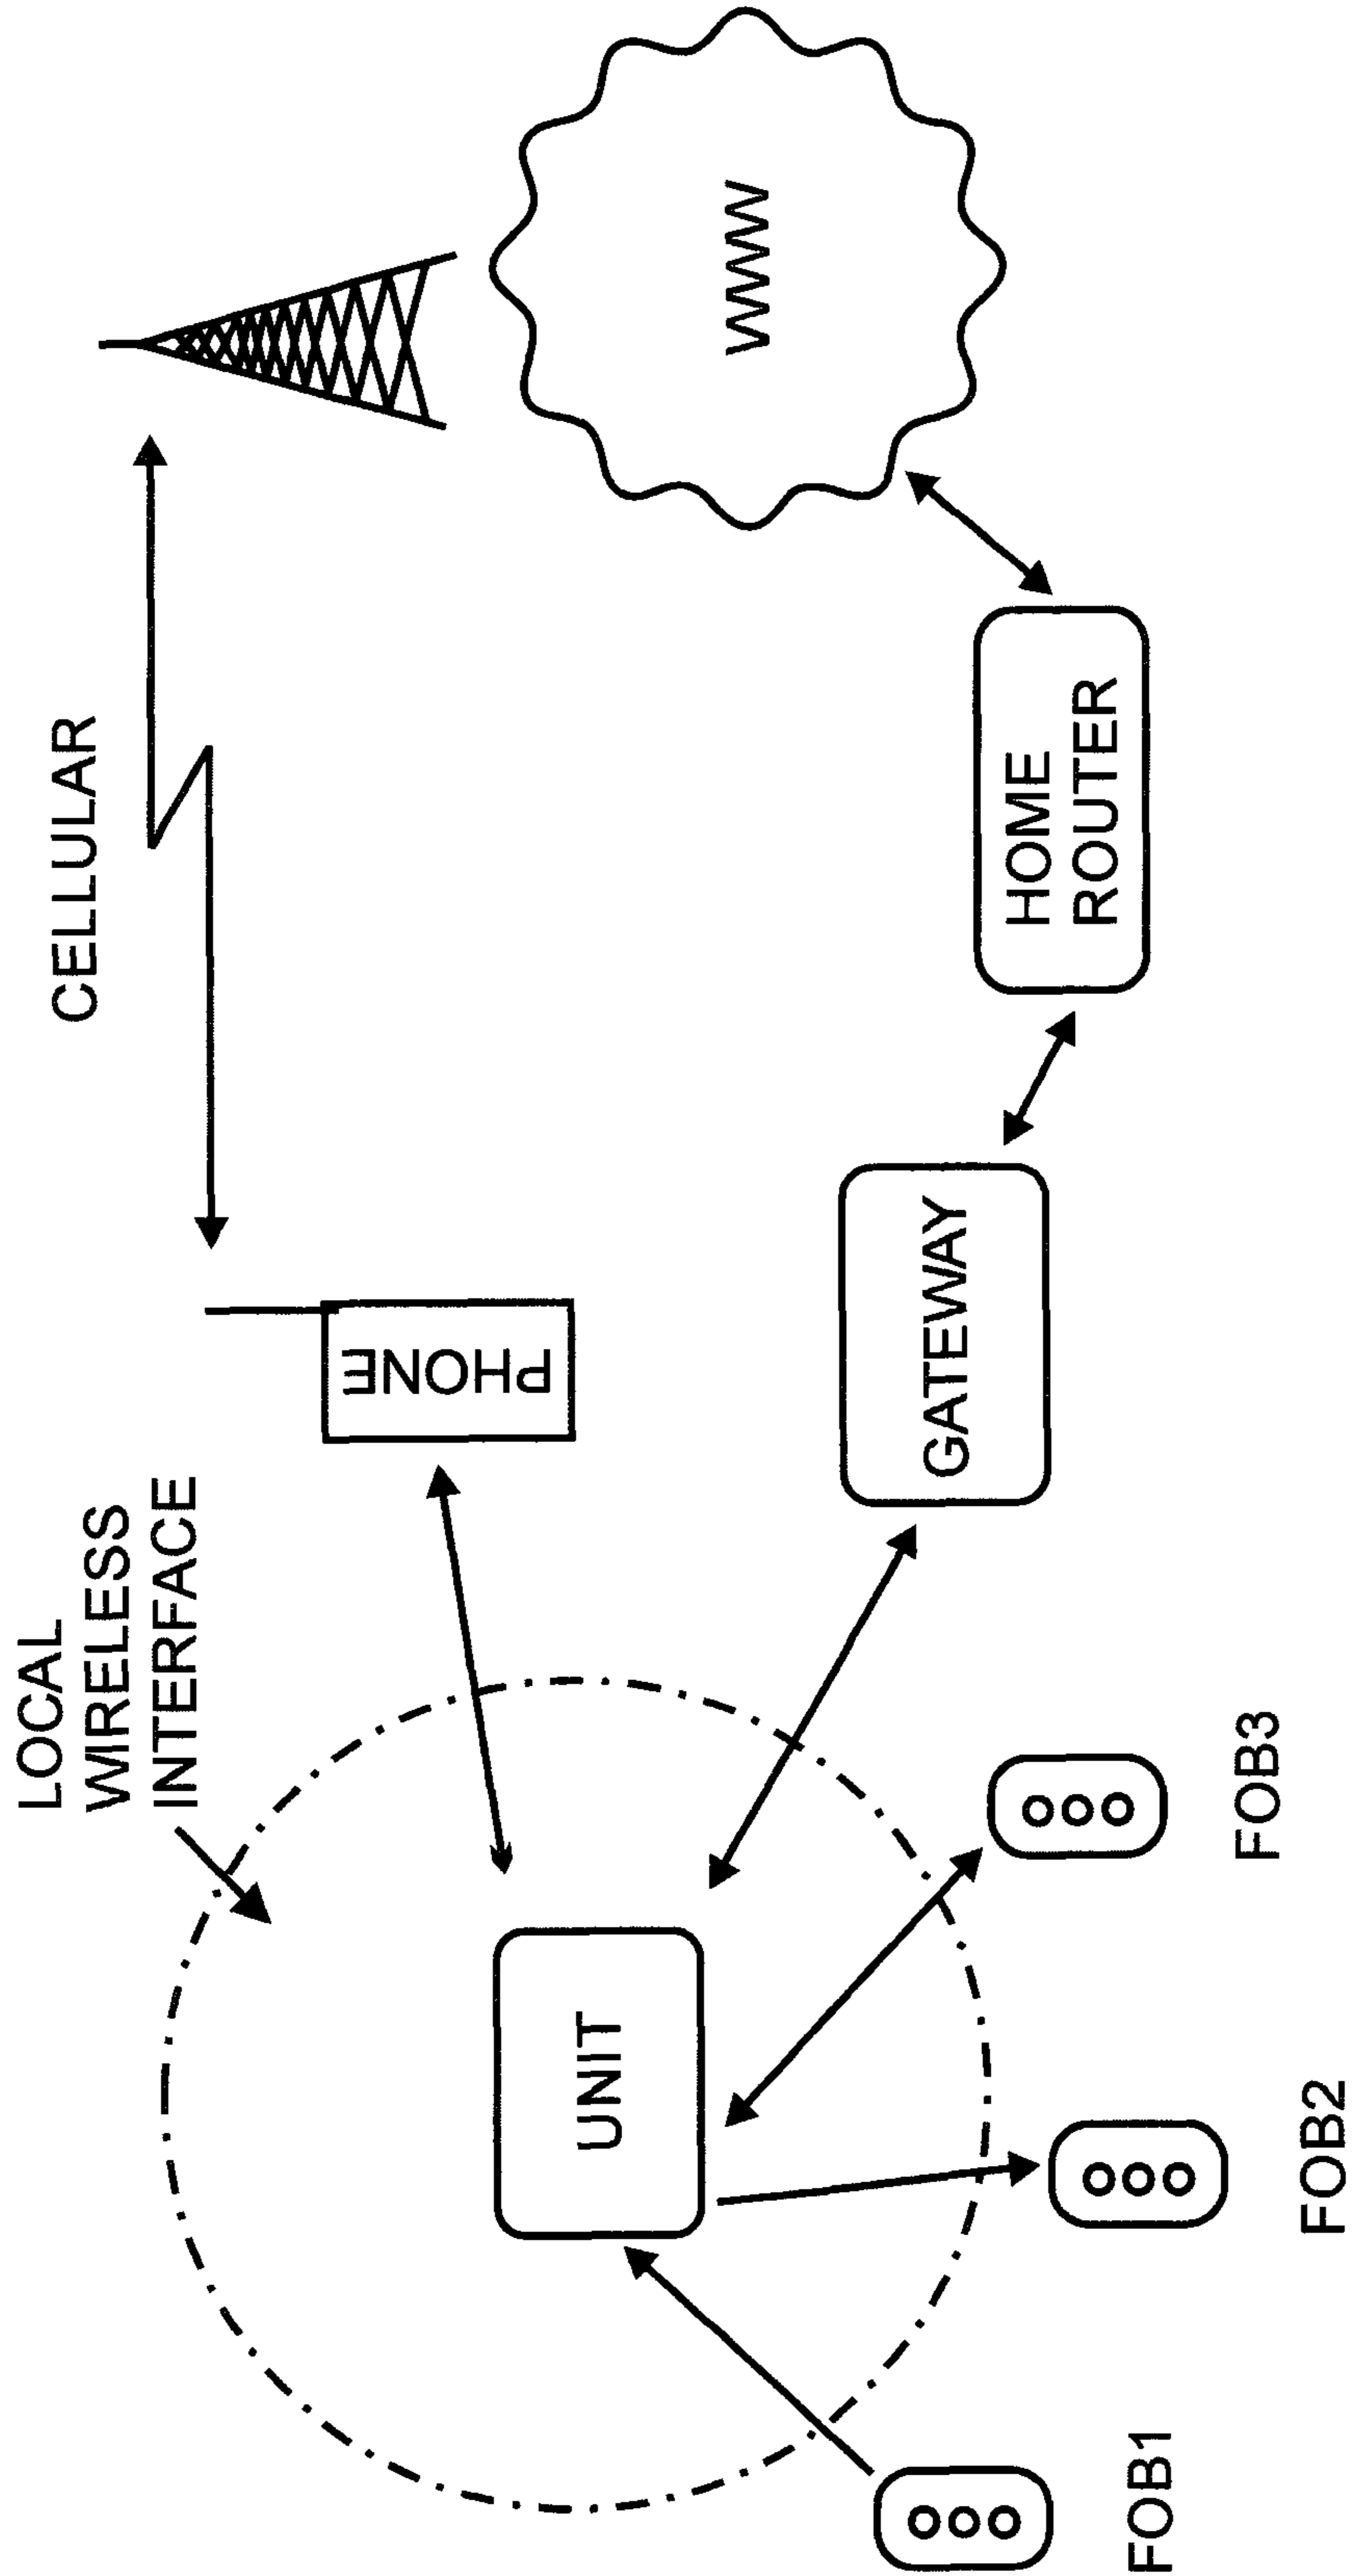 CELLULAR
LOCAL
WIRELESS
INTERFACE
PHONE
WWW
UNIT
GATEWAY
HOME
ROUTER
FOB1
FOB2
FOB3